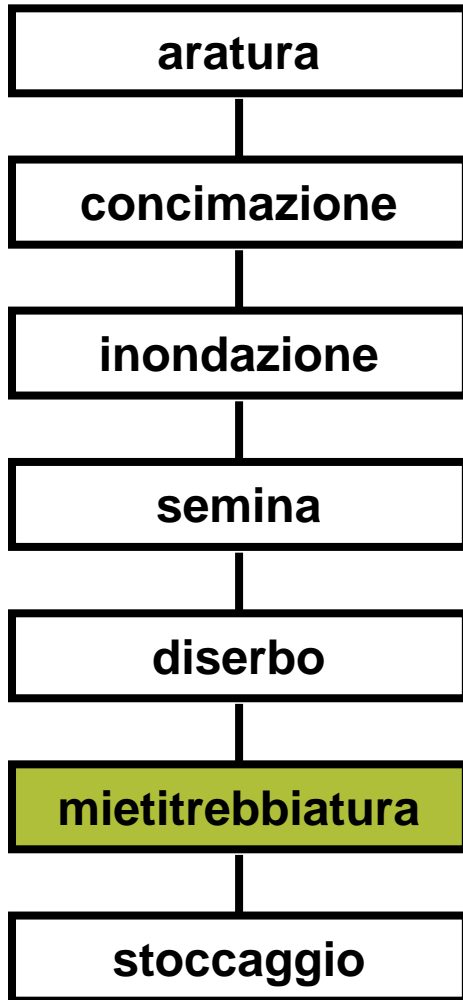 aratura
concimazione
inondazione
semina
diserbo
mietitrebbiatura
stoccaggio